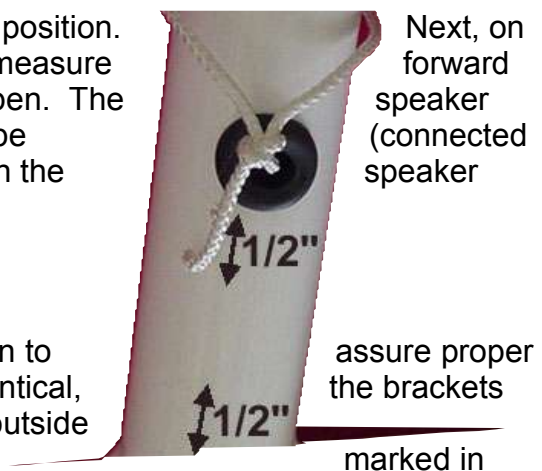 position. Next, on
measure forward
pen. The speaker
be (connected
n the speaker
1/2"
n to assure proper
ntical, the brackets
outside 1/2"
marked in